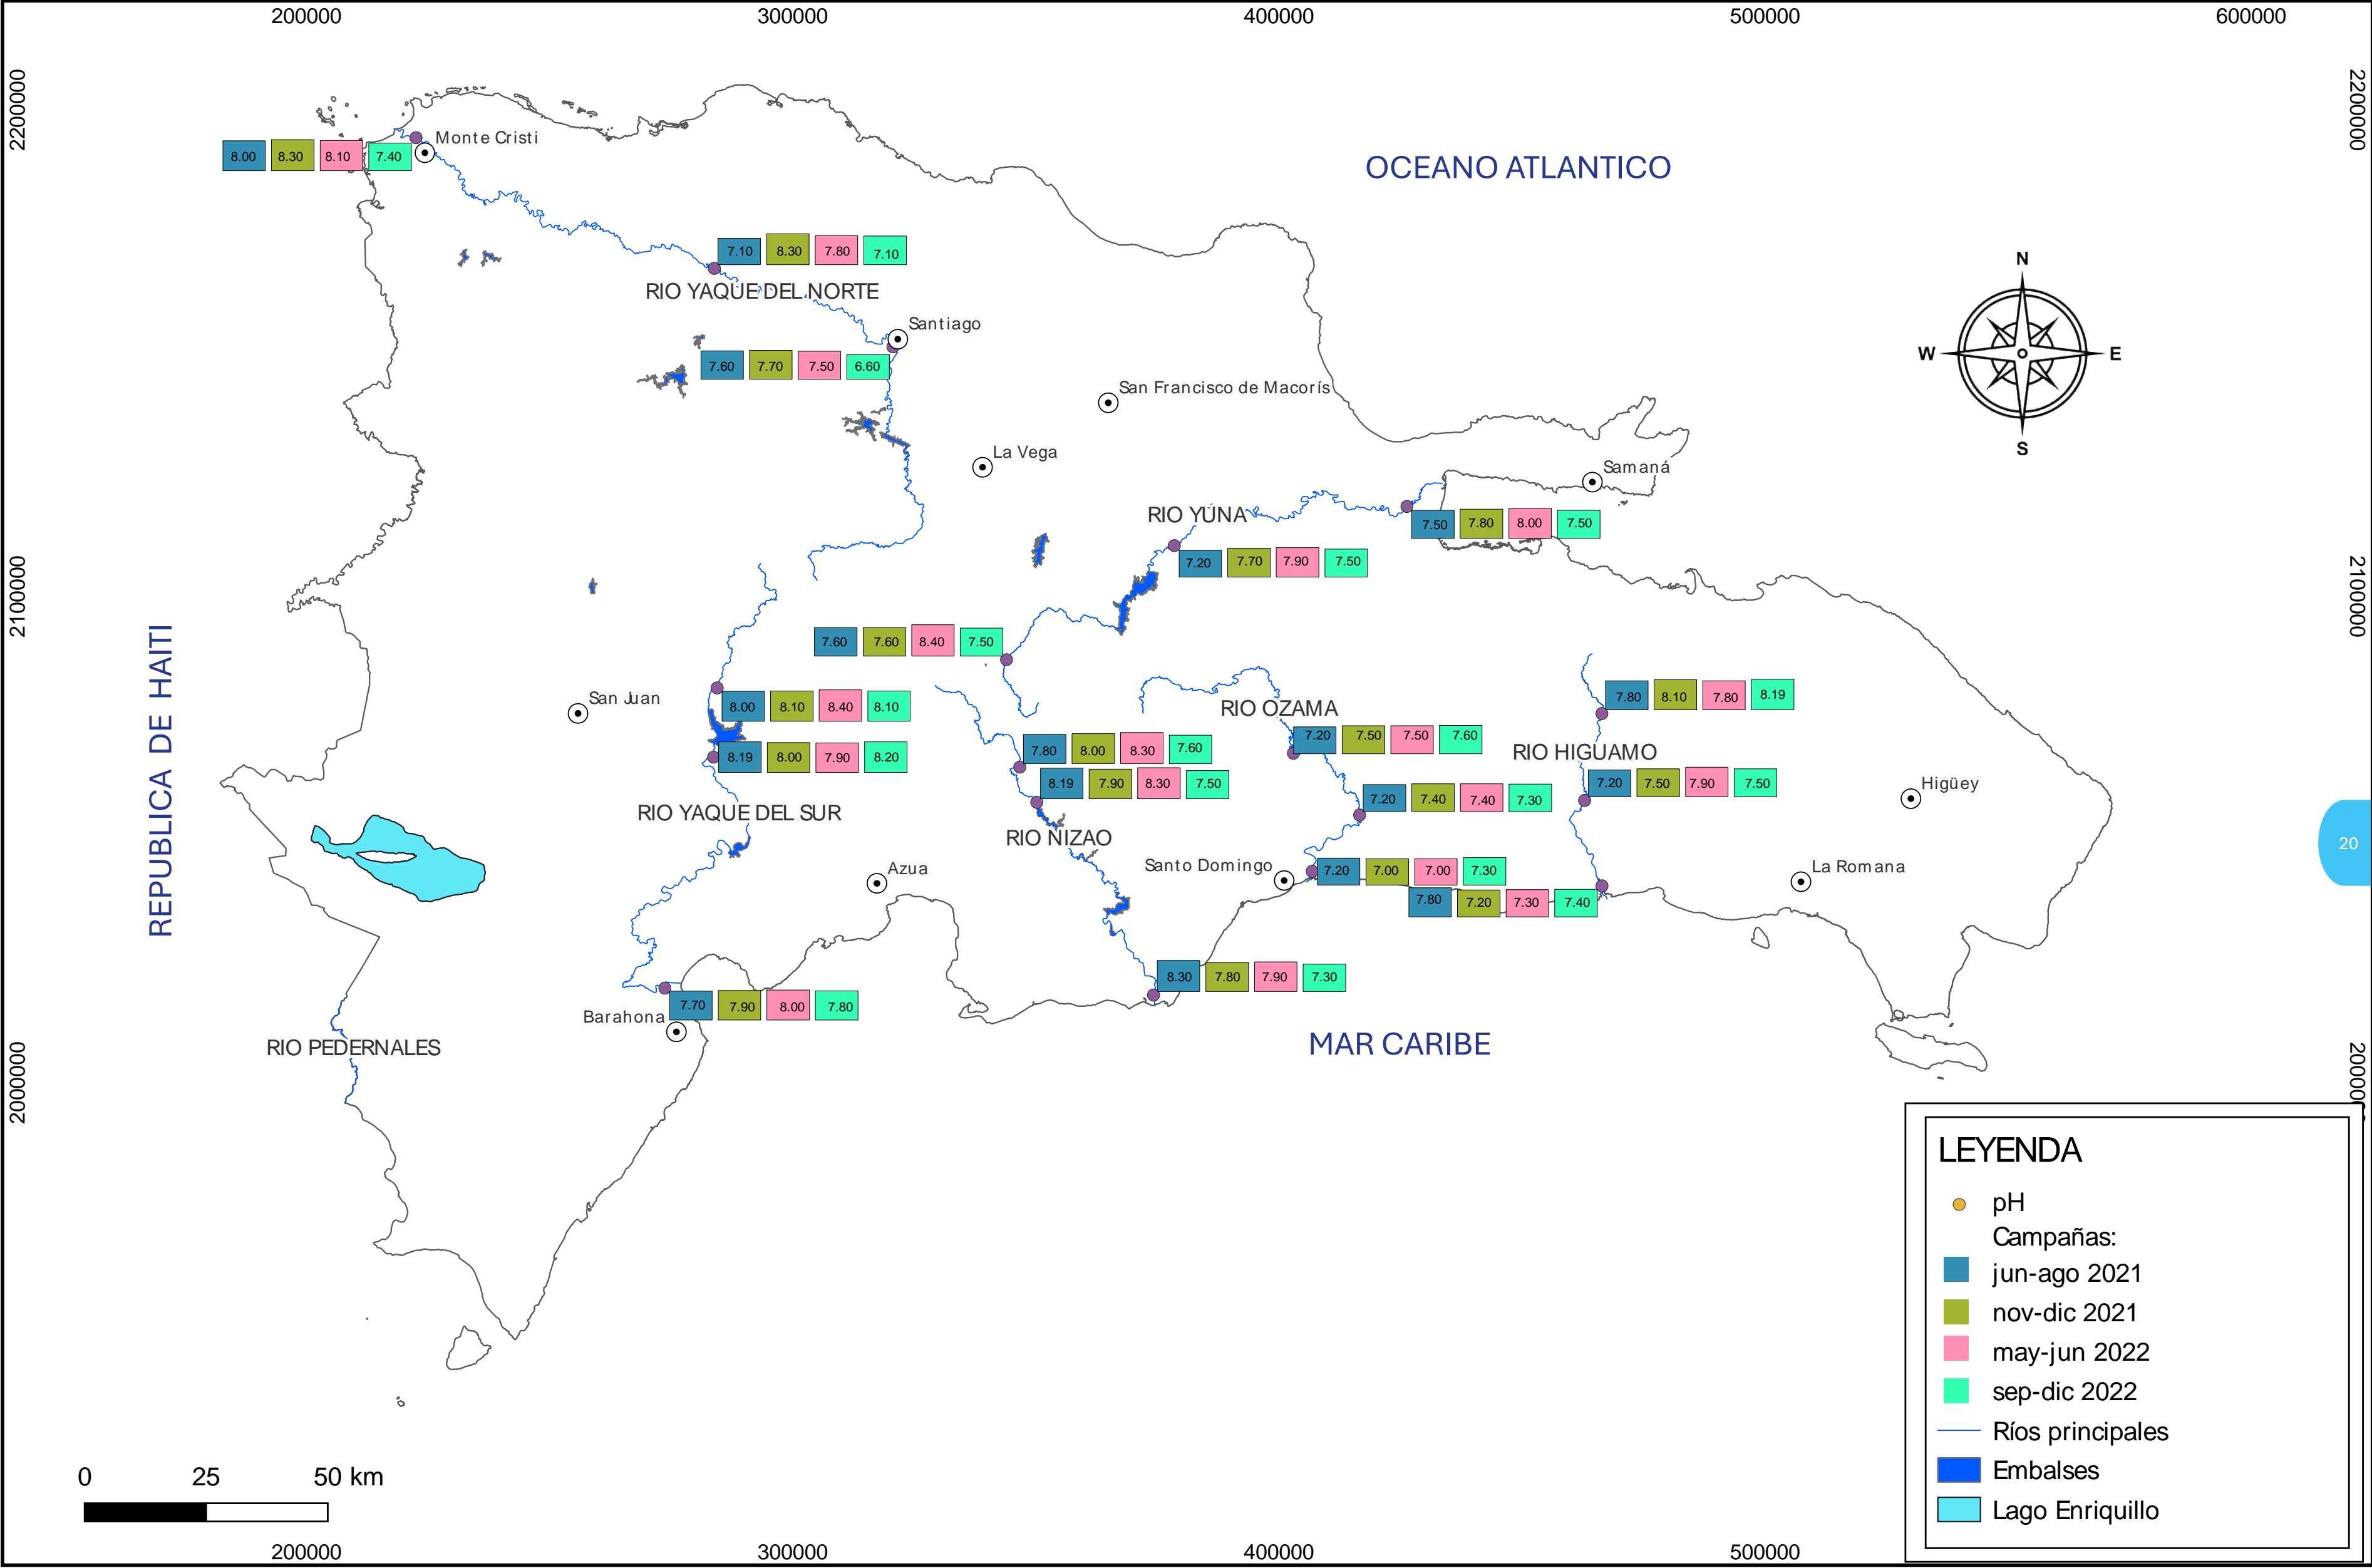 200000 300000 400000 500000 600000
2200000
2200000
Monte Cristi
8.00 8.30 8.10 7.40
OCEANO ATLANTICO
7.10 8.30 7.80 7.10
RIO YAQUE DEL NORTE
N
W E
S
Santiago
7.60 7.70 7.50 6.60
San Francisco de Macorís
La Vega
Samaná
RIO YUNA
7.50 7.80 8.00 7.50
7.20 7.70 7.90 7.50
2100000
2100000
REPUBLICA DE HAITI
7.60 7.60 8.40 7.50
San Juan
8.00 8.10 8.40 8.10
RIO OZAMA
7.80 8.10 7.80 8.19
7.20 7.50 7.50 7.60
7.80 8.00 8.30 7.60
8.19 8.00 7.90 8.20
RIO HIGUAMO
8.19 7.90 8.30 7.50
7.20 7.50 7.90 7.50
Higüey
7.20 7.40 7.40 7.30
RIO YAQUE DEL SUR
RIO NIZAO
20
Azua
Santo Domingo
7.20 7.00 7.00 7.30
La Romana
7.80 7.20 7.30 7.40
8.30 7.80 7.90 7.30
7.70 7.90 8.00 7.80
Barahona
RIO PEDERNALES
MAR CARIBE
2000000
2000000
LEYENDA
pH
Campañas:
jun-ago 2021
nov-dic 2021
may-jun 2022
sep-dic 2022
Ríos principales
Embalses
Lago Enriquillo
0 25 50 km
200000 300000 400000 500000